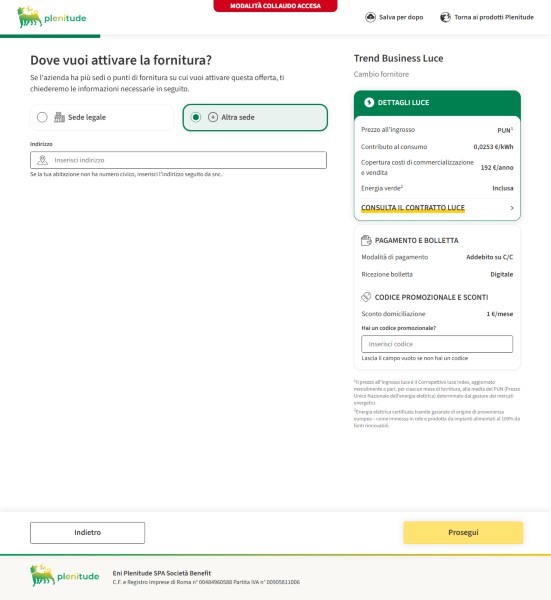 MODALITÀ COLLAUDO ACCESA
plenitude
Salva per dopo
Torna ai prodotti Plenitude
Dove vuoi attivare la fornitura?
Se l'azienda ha più sedi o punti di fornitura su cui vuoi attivare questa offerta, ti
chiederemo le informazioni necessarie in seguito.
Sede legale
Altra sede
Indirizzo
Inserisci indirizzo
Se la tua abitazione non ha numero civico, inserisci l'indirizzo seguito da snc.
Trend Business Luce
Cambio fornitore
DETTAGLI LUCE
Prezzo all'ingrosso PUN¹
Contributo al consumo 0,0253 €/kWh
Copertura costi di commercializzazione
e vendita 192 €/anno
Energia verde² Inclusa
CONSULTA IL CONTRATTO LUCE
PAGAMENTO E BOLLETTA
Modalità di pagamento Addebito su C/C
Ricezione bolletta Digitale
CODICE PROMOZIONALE E SCONTI
Sconto domiciliazione 1 €/mese
Hai un codice promozionale?
Inserisci codice
Lascia il campo vuoto se non hai un codice
¹Il prezzo all'ingrosso luce è il Corrispettivo Luce Index, aggiornato
mensilmente e pari, per ciascun mese di fornitura, alla media del PUN (Prezzo
Unico Nazionale dell'energia elettrica) determinato dal gestore dei mercati
energetici
²Energia elettrica certificata tramite garanzie di origine di provenienza
europea - come immessa in rete e prodotta da impianti alimentati al 100% da
fonti rinnovabili.
Indietro
Prosegui
plenitude
Eni Plenitude SPA Società Benefit
C.F. e Registro Imprese di Roma n° 00484960588 Partita IVA n° 00905811006